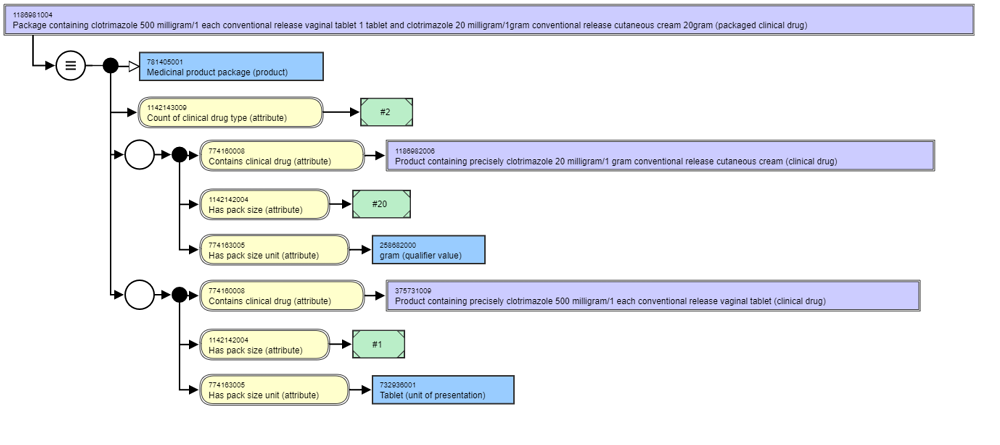 1186981004
Package containing clotrimazole 500 milligram/1 each conventional release vaginal tablet 1 tablet and clotrimazole 20 milligram/1gram conventional release cutaneous cream 20gram (packaged clinical drug)
781405001
Medicinal product package (product)
1142143009
Count of clinical drug type (attribute)
#2
774160008
Contains clinical drug (attribute)
1186982006
Product containing precisely clotrimazole 20 milligram/1 gram conventional release cutaneous cream (clinical drug)
1142142004
Has pack size (attribute)
#20
774163005
Has pack size unit (attribute)
258682000
gram (qualifier value)
774160008
Contains clinical drug (attribute)
375731009
Product containing precisely clotrimazole 500 milligram/1 each conventional release vaginal tablet (clinical drug)
1142142004
Has pack size (attribute)
#1
774163005
Has pack size unit (attribute)
732936001
Tablet (unit of presentation)